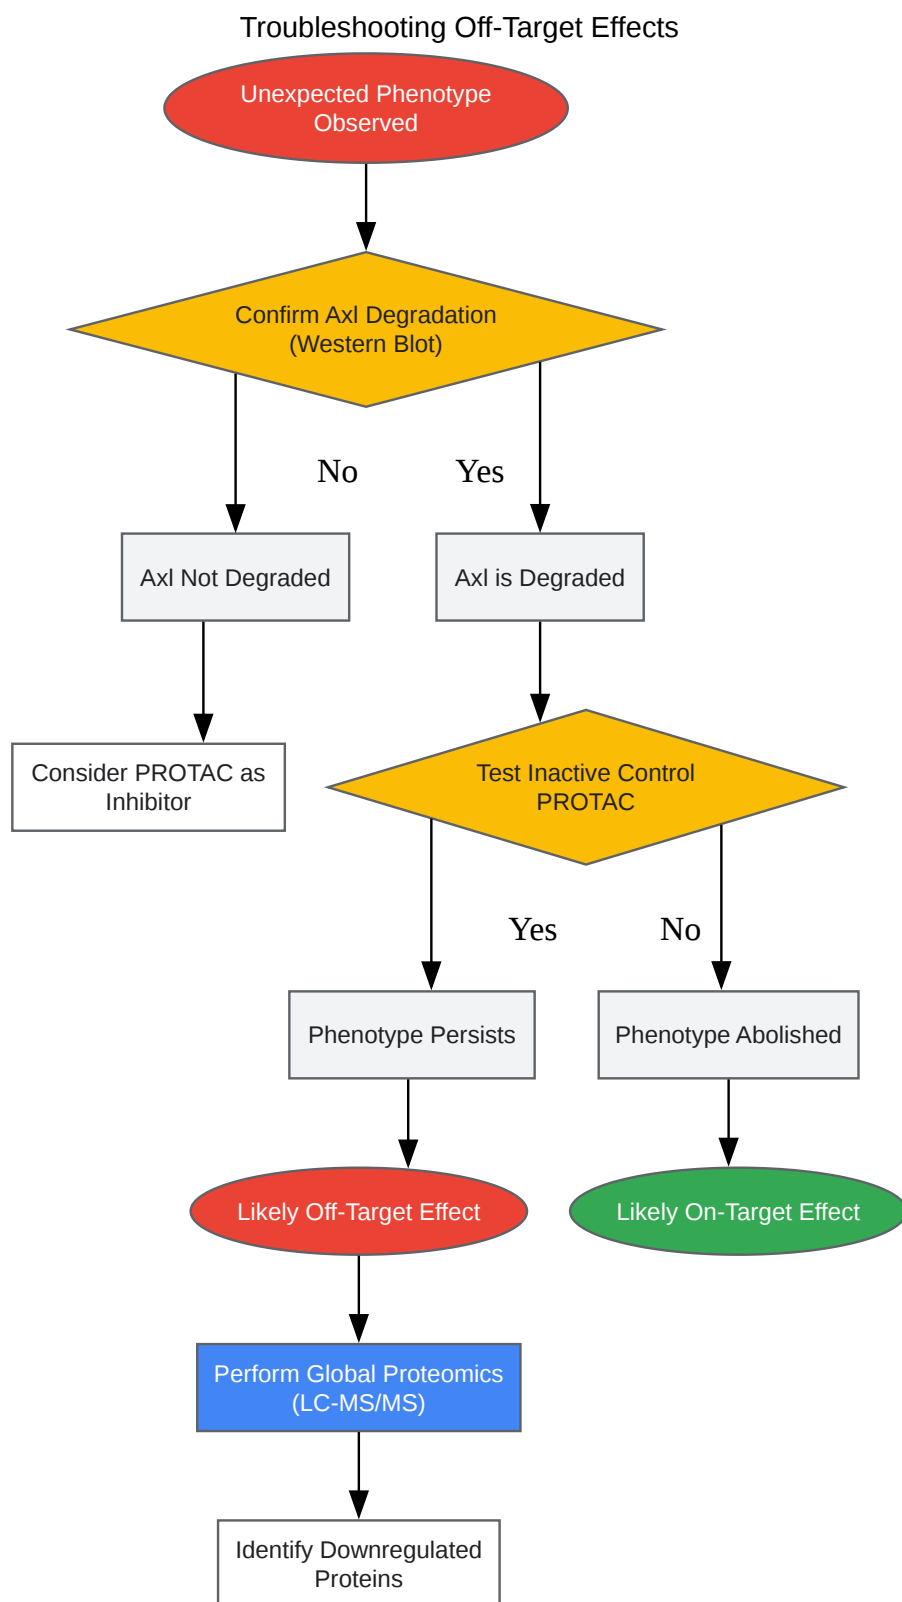 Troubleshooting Off-Target Effects
Unexpected Phenotype
Observed
Confirm Axl Degradation
(Western Blot)
No
Yes
Axl Not Degraded
Axl is Degraded
Consider PROTAC as
Inhibitor
Test Inactive Control
PROTAC
Yes
No
Phenotype Persists
Phenotype Abolished
Likely Off-Target Effect
Likely On-Target Effect
Perform Global Proteomics
(LC-MS/MS)
Identify Downregulated
Proteins